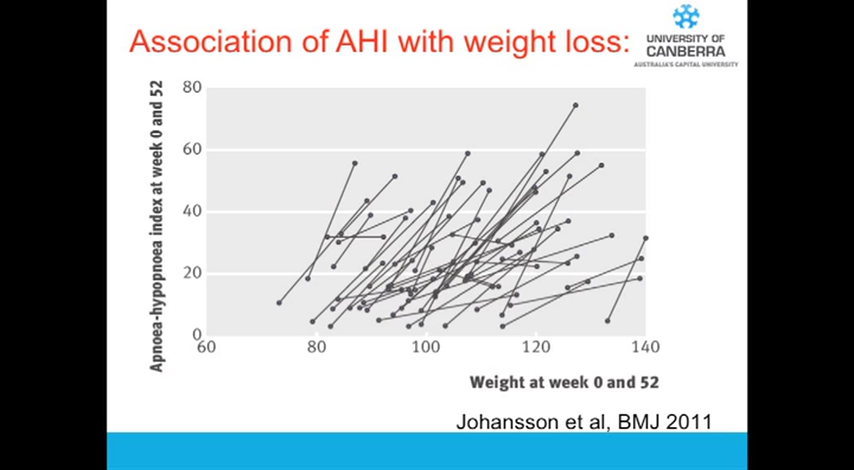 Association of AHI with weight loss:
UNIVERSITY OF
CANBERRA
AUSTRALIA'S CAPITAL UNIVERSITY
Apnoea-hypopnoea index at week 0 and 52
80
60
40
20
0
60 80 100 120 140
Weight at week 0 and 52
Johansson et al, BMJ 2011